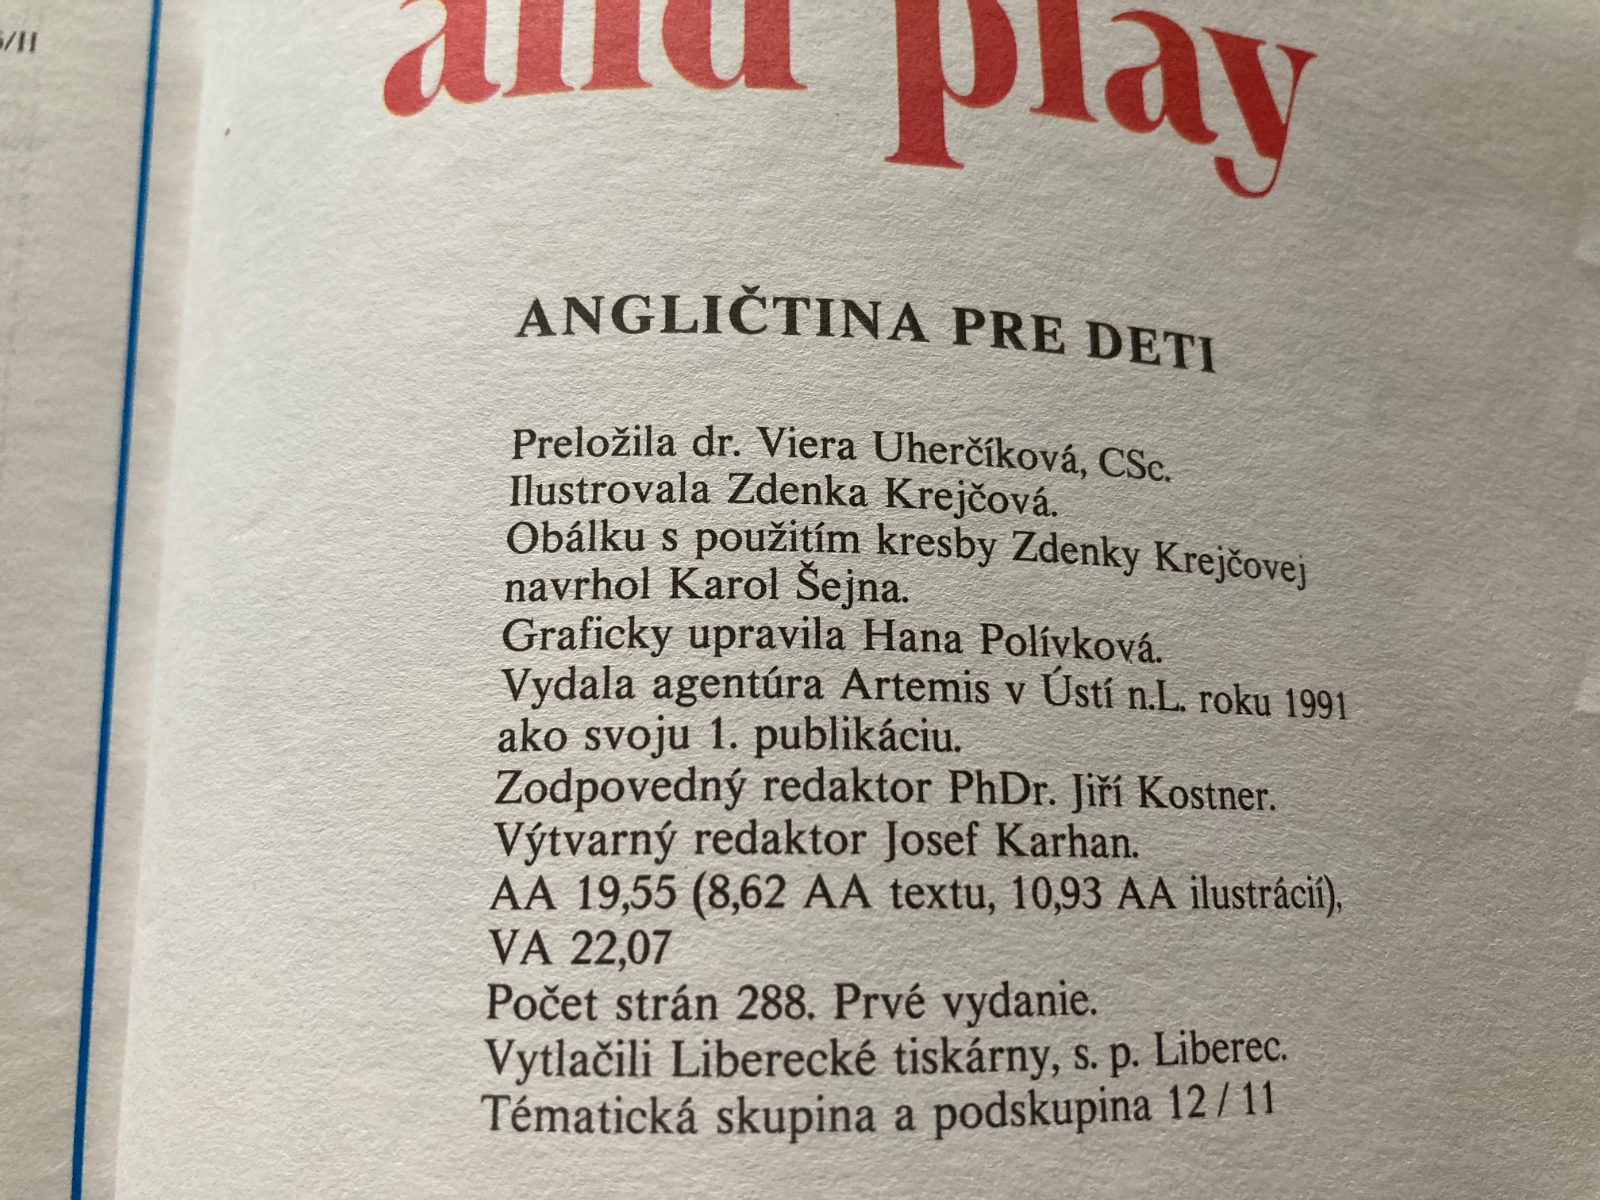 6/11
and play
ANGLIČTINA PRE DETI
Preložila dr. Viera Uherčíková, CSc.
Ilustrovala Zdenka Krejčová.
Obálku s použitím kresby Zdenky Krejčovej
navrhol Karol Šejna.
Graficky upravila Hana Polívková.
Vydala agentúra Artemis v Ústí n.L. roku 1991
ako svoju 1. publikáciu.
Zodpovedný redaktor PhDr. Jiří Kostner.
Výtvarný redaktor Josef Karhan.
AA 19,55 (8,62 AA textu, 10,93 AA ilustrácií),
VA 22,07
Počet strán 288. Prvé vydanie.
Vytlačili Liberecké tiskárny, s. p. Liberec.
Tématická skupina a podskupina 12 / 11